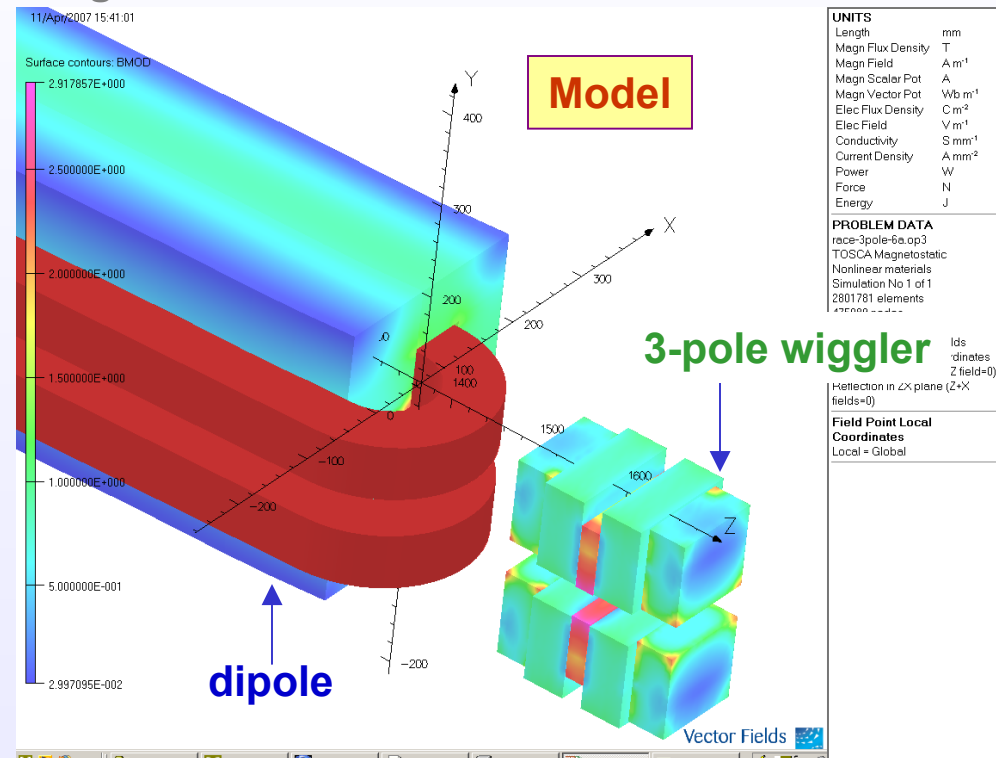 11/Apr/2007 15:41:01
Surface contours: BMOD
2.917857E+000
2.500000E+000
2.000000E+000
1.500000E+000
1.000000E+000
5.000000E-001
2.997095E-002
Model
Y
400
300
200
X
300
200
100
1400
0
-100
-200
1500
1600
Z
-200
3-pole wiggler
dipole
Vector Fields
UNITS
Length mm
Magn Flux Density T
Magn Field A m⁻¹
Magn Scalar Pot A
Magn Vector Pot Wb m⁻¹
Elec Flux Density C m⁻²
Elec Field V m⁻¹
Conductivity S mm⁻¹
Current Density A mm⁻²
Power W
Force N
Energy J
PROBLEM DATA
race-3pole-6a.op3
TOSCA Magnetostatic
Nonlinear materials
Simulation No 1 of 1
2801781 elements
lds
rdinates
Z field=0)
Reflection in ZX plane (Z+X
fields=0)
Field Point Local
Coordinates
Local = Global